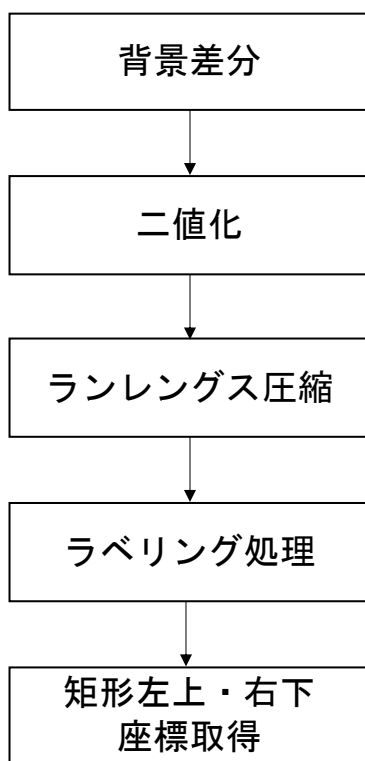 背景差分
二値化
ランレングス圧縮
ラベリング処理
矩形左上・右下
座標取得